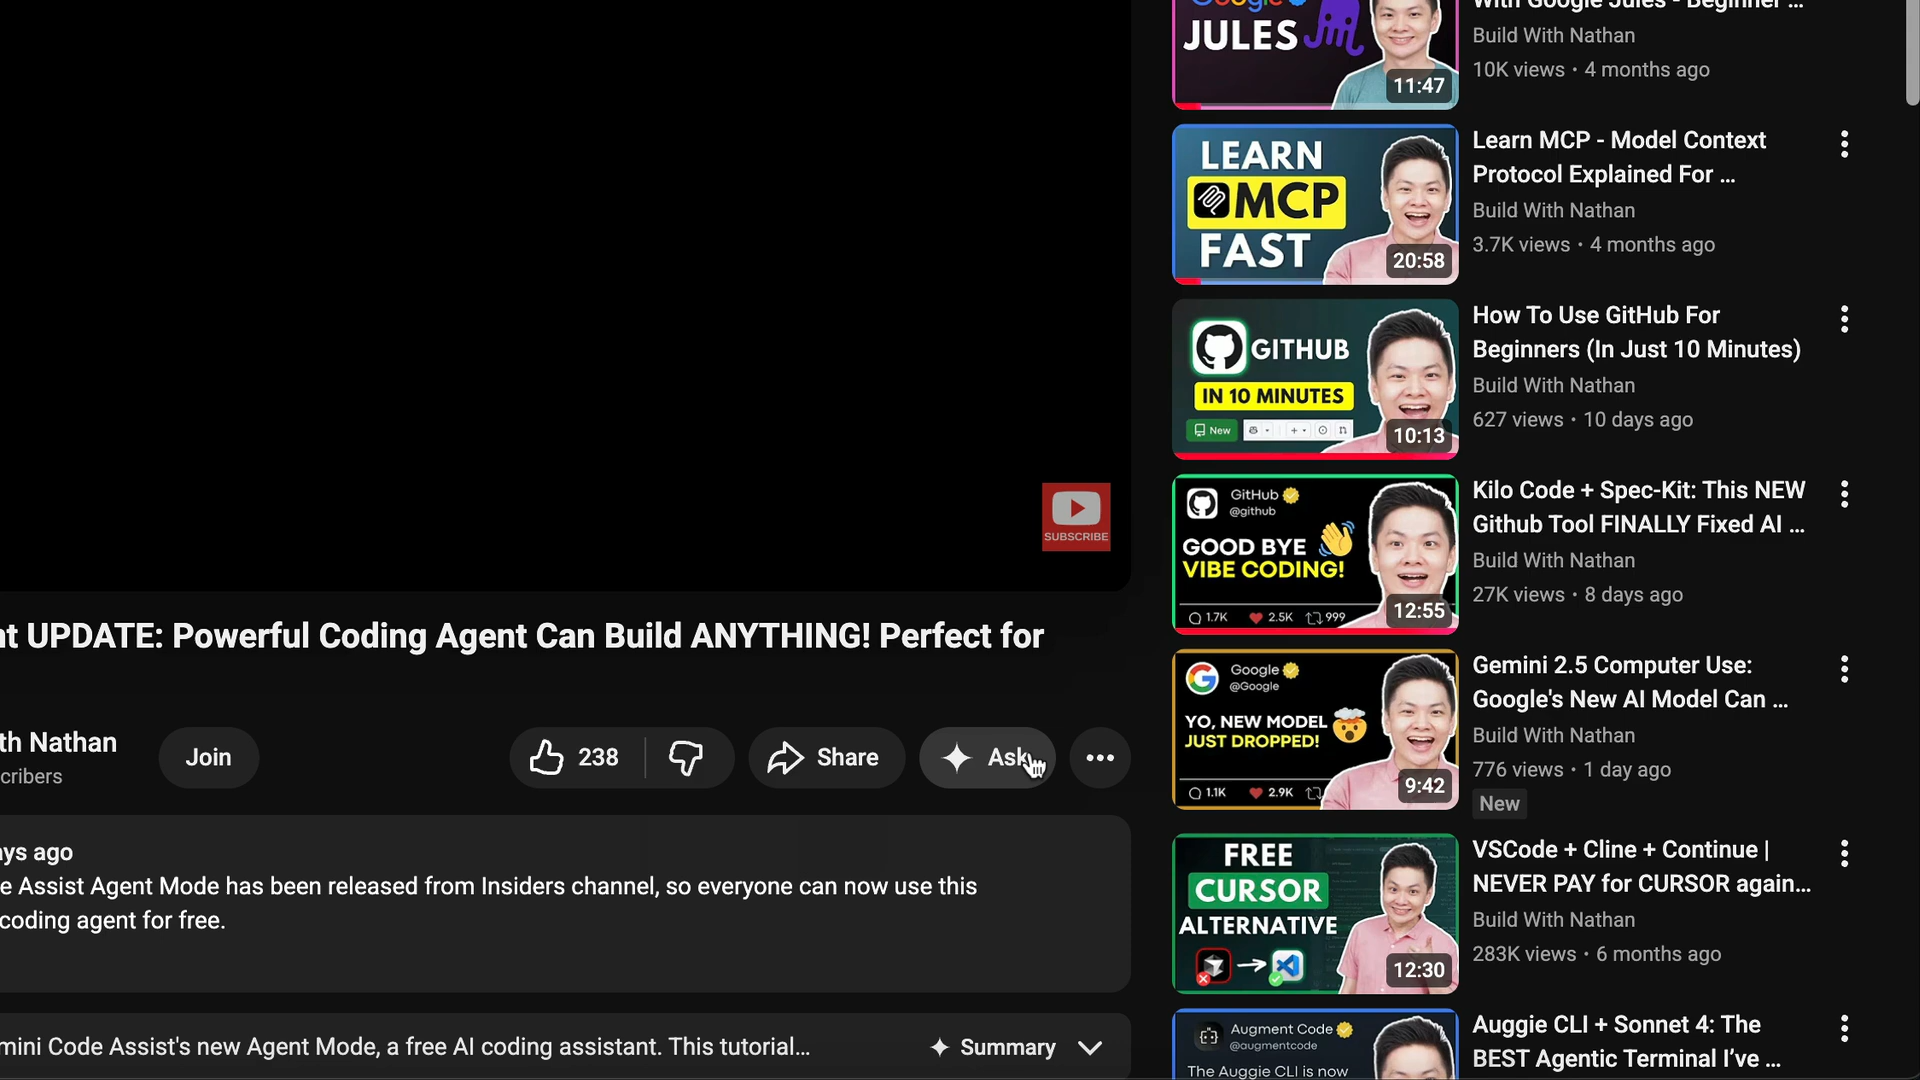 SUBSCRIBE
nt UPDATE: Powerful Coding Agent Can Build ANYTHING! Perfect for
th Nathan
cribers
Join
238
Share
Ask
ays ago
e Assist Agent Mode has been released from Insiders channel, so everyone can now use this
coding agent for free.
mini Code Assist's new Agent Mode, a free AI coding assistant. This tutorial...
Summary
Google
JULES
11:47
With Google Jules - Beginner ...
Build With Nathan
10K views • 4 months ago
LEARN
MCP
FAST
20:58
Learn MCP - Model Context
Protocol Explained For ...
Build With Nathan
3.7K views • 4 months ago
GITHUB
IN 10 MINUTES
New
10:13
How To Use GitHub For
Beginners (In Just 10 Minutes)
Build With Nathan
627 views • 10 days ago
GitHub
@github
GOOD BYE 👋
VIBE CODING!
1.7K 2.5K 999
12:55
Kilo Code + Spec-Kit: This NEW
Github Tool FINALLY Fixed AI ...
Build With Nathan
27K views • 8 days ago
Google
@Google
YO, NEW MODEL 🤯
JUST DROPPED!
1.1K 2.9K
9:42
Gemini 2.5 Computer Use:
Google's New AI Model Can ...
Build With Nathan
776 views • 1 day ago
New
FREE
CURSOR
ALTERNATIVE
12:30
VSCode + Cline + Continue |
NEVER PAY for CURSOR again...
Build With Nathan
283K views • 6 months ago
Augment Code
@augmentcode
The Auggie CLI is now
Auggie CLI + Sonnet 4: The
BEST Agentic Terminal I've ...